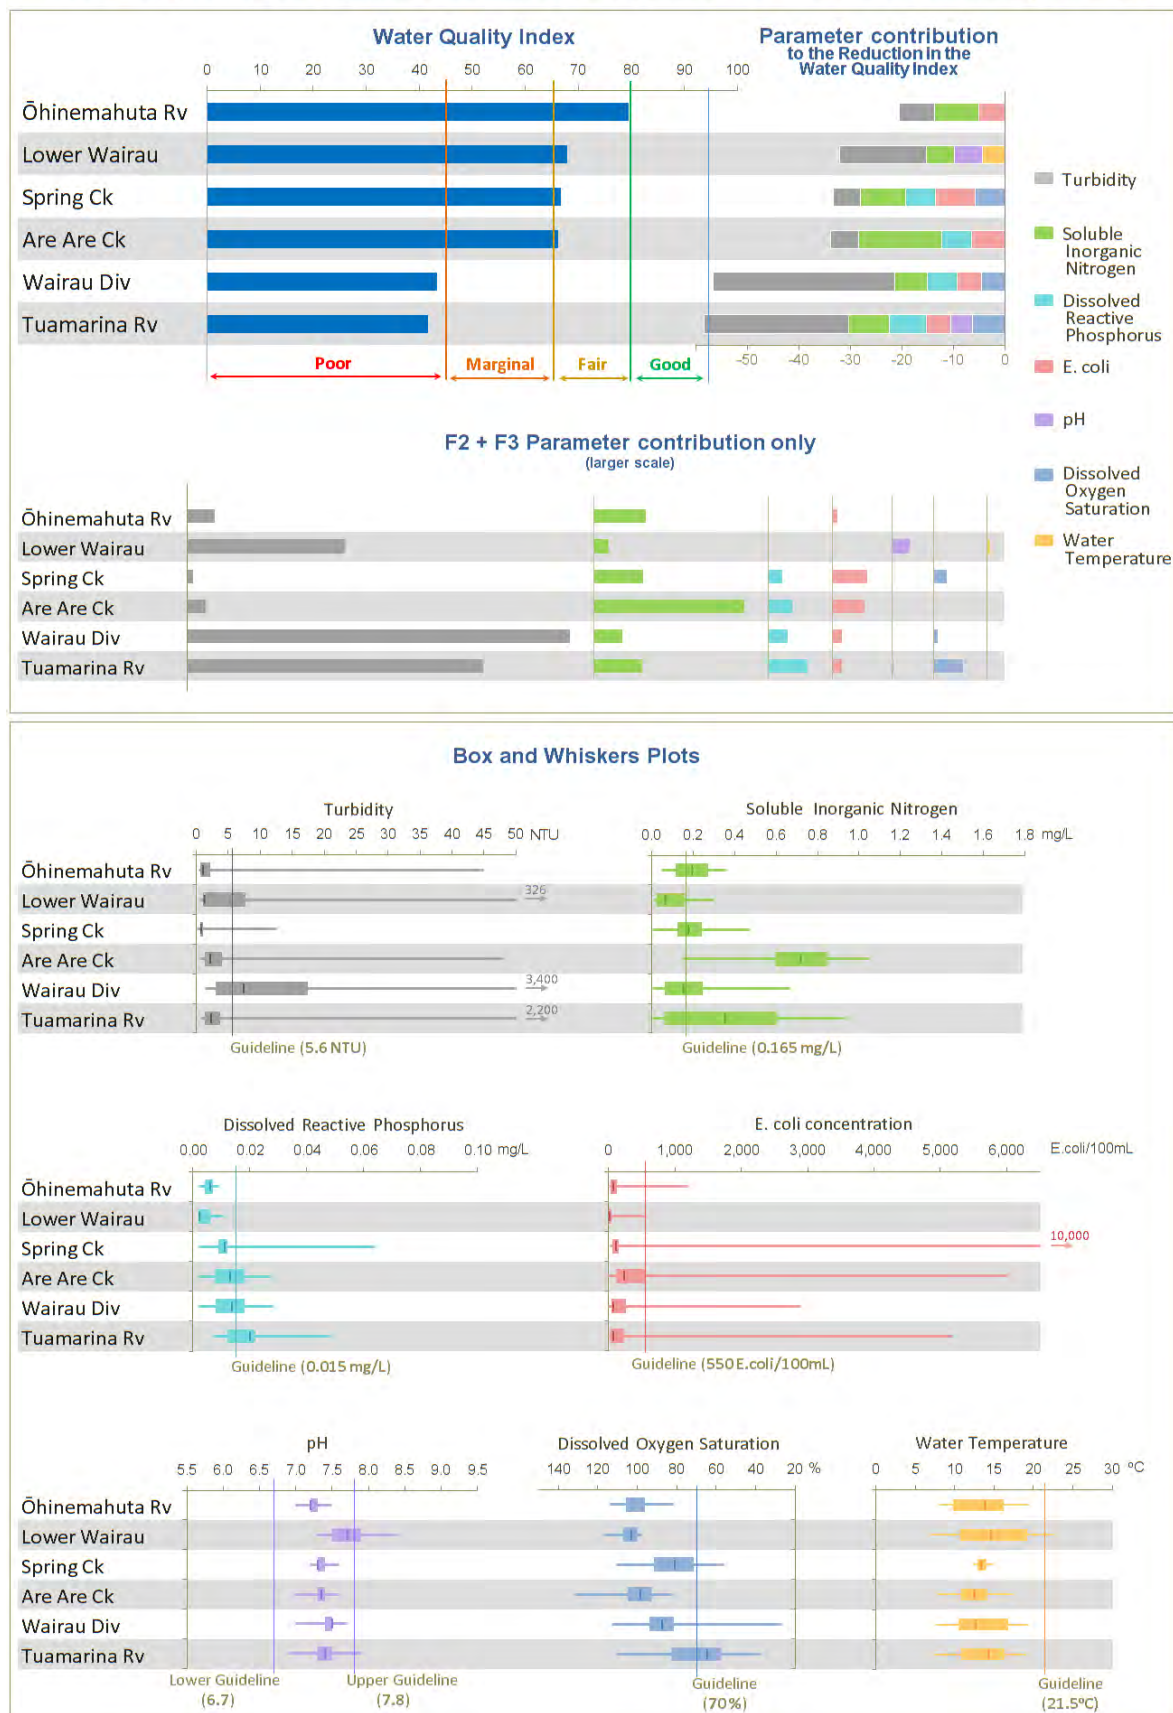 Water Quality Index
Parameter contribution
to the Reduction in the
Water Quality Index
0 10 20 30 40 50 60 70 80 90 100
Ōhinemahuta Rv
Lower Wairau
Spring Ck
Are Are Ck
Wairau Div
Tuamarina Rv
-50 -40 -30 -20 -10 0
Poor Marginal Fair Good
Turbidity
Soluble
Inorganic
Nitrogen
Dissolved
Reactive
Phosphorus
E. coli
pH
Dissolved
Oxygen
Saturation
Water
Temperature
F2 + F3 Parameter contribution only
(larger scale)
Ōhinemahuta Rv
Lower Wairau
Spring Ck
Are Are Ck
Wairau Div
Tuamarina Rv
Box and Whiskers Plots
Turbidity
0 5 10 15 20 25 30 35 40 45 50 NTU
Soluble Inorganic Nitrogen
0.0 0.2 0.4 0.6 0.8 1.0 1.2 1.4 1.6 1.8 mg/L
Ōhinemahuta Rv
Lower Wairau
326
Spring Ck
Are Are Ck
Wairau Div
3,400
Tuamarina Rv
2,200
Guideline (5.6 NTU)
Guideline (0.165 mg/L)
Dissolved Reactive Phosphorus
0.00 0.02 0.04 0.06 0.08 0.10 mg/L
E. coli concentration
0 1,000 2,000 3,000 4,000 5,000 6,000 E.coli/100mL
Ōhinemahuta Rv
Lower Wairau
Spring Ck
10,000
Are Are Ck
Wairau Div
Tuamarina Rv
Guideline (0.015 mg/L)
Guideline (550 E.coli/100mL)
pH
5.5 6.0 7.0 7.5 8.0 8.5 9.0 9.5
Dissolved Oxygen Saturation
140 120 100 80 60 40 20 %
Water Temperature
0 5 10 15 20 25 30 ºC
Ōhinemahuta Rv
Lower Wairau
Spring Ck
Are Are Ck
Wairau Div
Tuamarina Rv
Lower Guideline
(6.7)
Upper Guideline
(7.8)
Guideline
(70%)
Guideline
(21.5ºC)